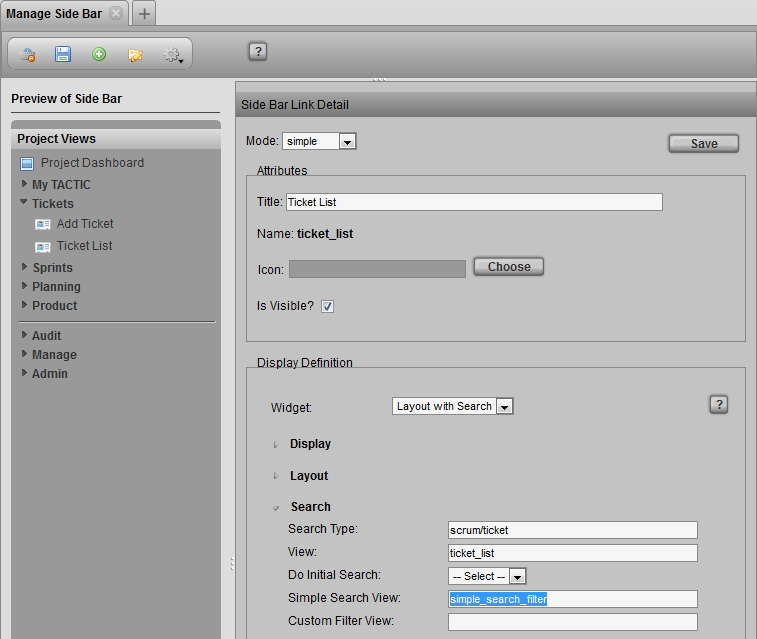 Manage Side Bar
+
?
Preview of Side Bar
Project Views
Project Dashboard
My TACTIC
Tickets
Add Ticket
Ticket List
Sprints
Planning
Product
Audit
Manage
Admin
Side Bar Link Detail
Mode: simple
Save
Attributes
Title: Ticket List
Name: ticket_list
Icon: Choose
Is Visible?
Display Definition
Widget: Layout with Search
?
Display
Layout
Search
Search Type: scrum/ticket
View: ticket_list
Do Initial Search: -- Select --
Simple Search View: simple_search_filter
Custom Filter View: